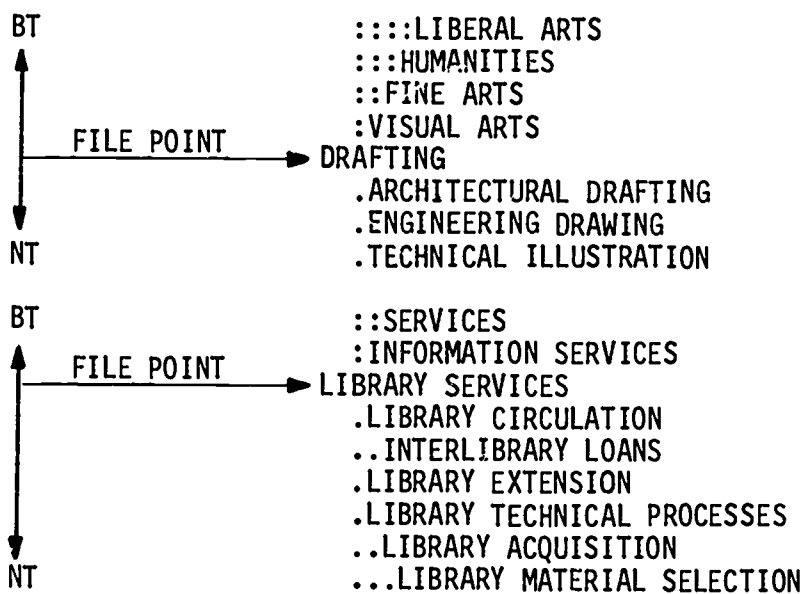 BT ::::LIBERAL ARTS
:::HUMANITIES
::FINE ARTS
:VISUAL ARTS
FILE POINT DRAFTING
.ARCHITECTURAL DRAFTING
.ENGINEERING DRAWING
NT .TECHNICAL ILLUSTRATION
BT ::SERVICES
:INFORMATION SERVICES
FILE POINT LIBRARY SERVICES
.LIBRARY CIRCULATION
..INTERLIBRARY LOANS
.LIBRARY EXTENSION
.LIBRARY TECHNICAL PROCESSES
..LIBRARY ACQUISITION
NT ...LIBRARY MATERIAL SELECTION